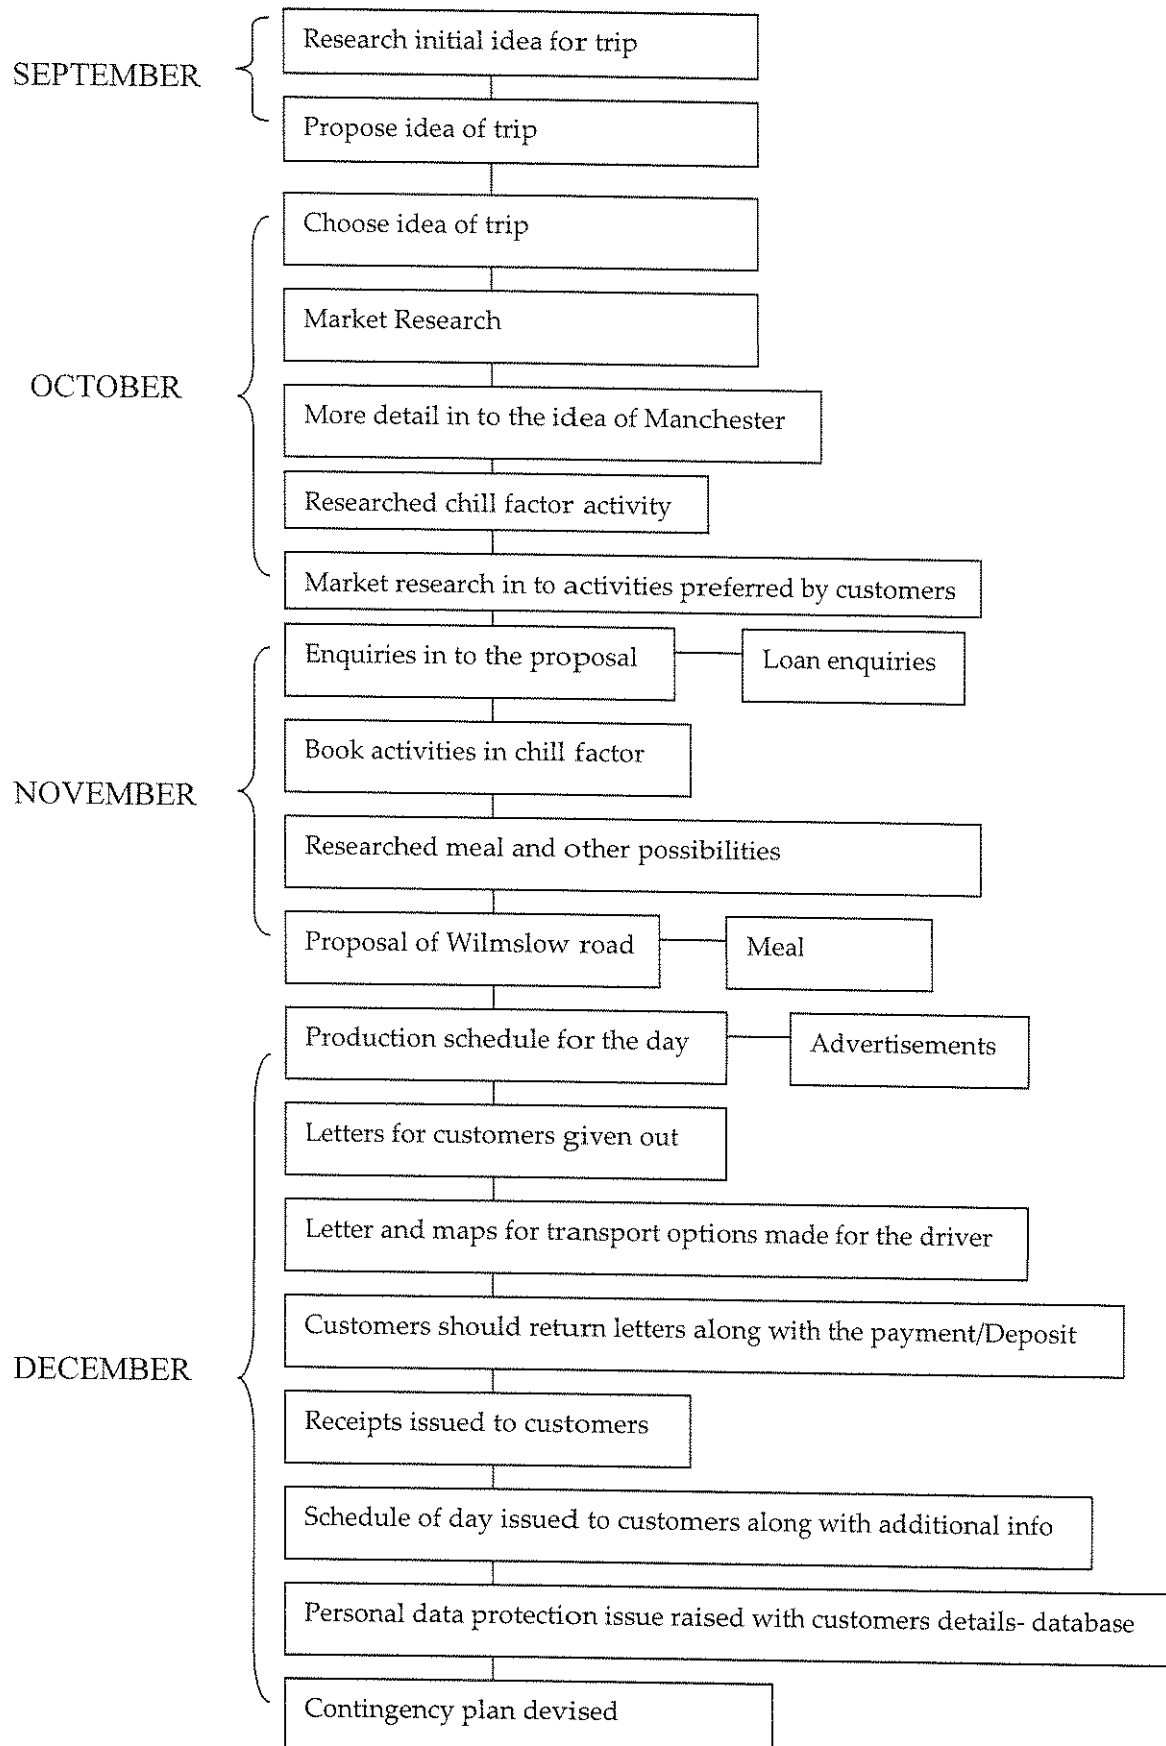 SEPTEMBER
Research initial idea for trip
Propose idea of trip
OCTOBER
Choose idea of trip
Market Research
More detail in to the idea of Manchester
Researched chill factor activity
Market research in to activities preferred by customers
NOVEMBER
Enquiries in to the proposal
Loan enquiries
Book activities in chill factor
Researched meal and other possibilities
Proposal of Wilmslow road
Meal
DECEMBER
Production schedule for the day
Advertisements
Letters for customers given out
Letter and maps for transport options made for the driver
Customers should return letters along with the payment/Deposit
Receipts issued to customers
Schedule of day issued to customers along with additional info
Personal data protection issue raised with customers details- database
Contingency plan devised